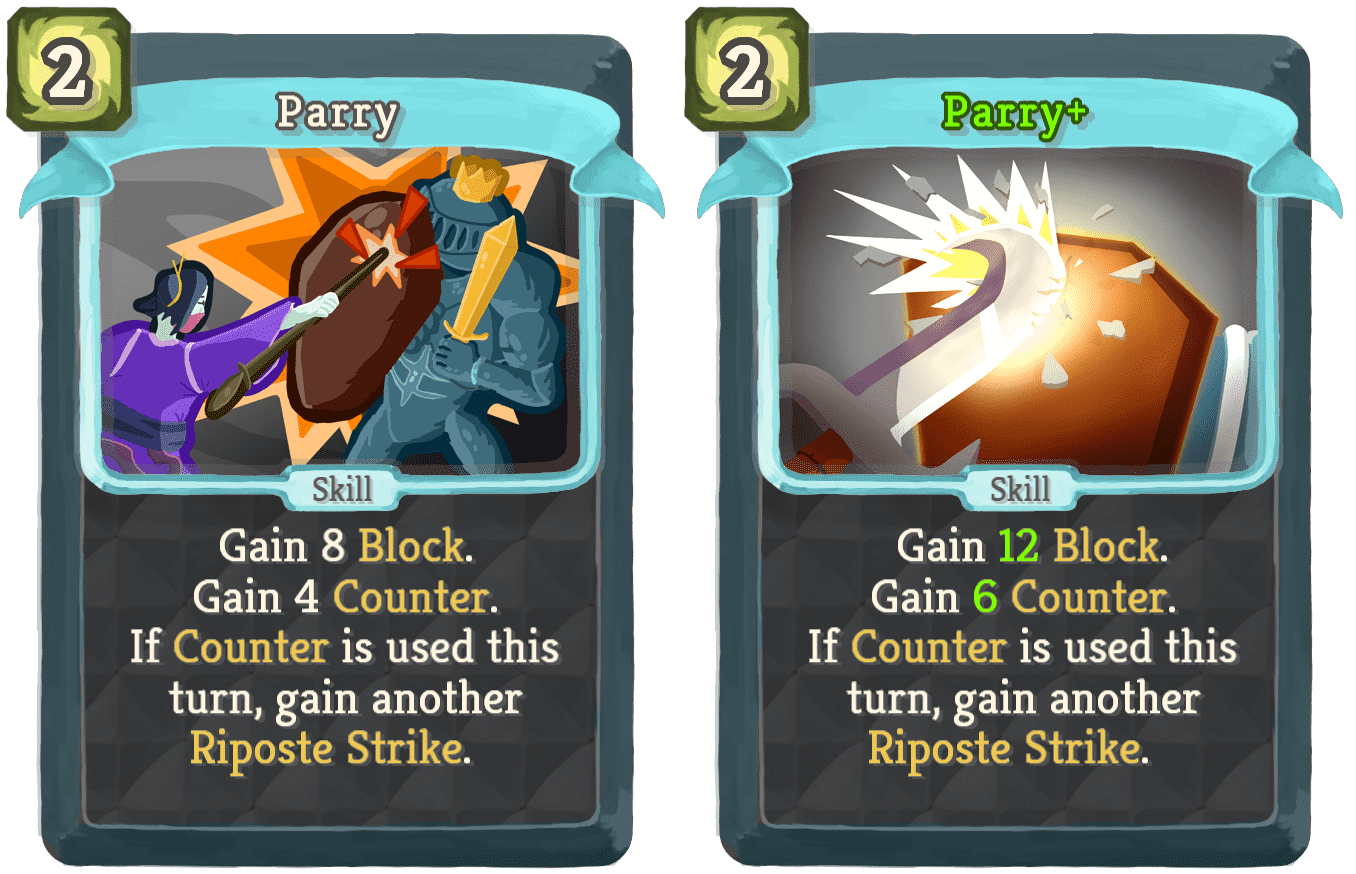 2
Parry
Skill
Gain 8 Block.
Gain 4 Counter.
If Counter is used this
turn, gain another
Riposte Strike.
2
Parry+
Skill
Gain 12 Block.
Gain 6 Counter.
If Counter is used this
turn, gain another
Riposte Strike.